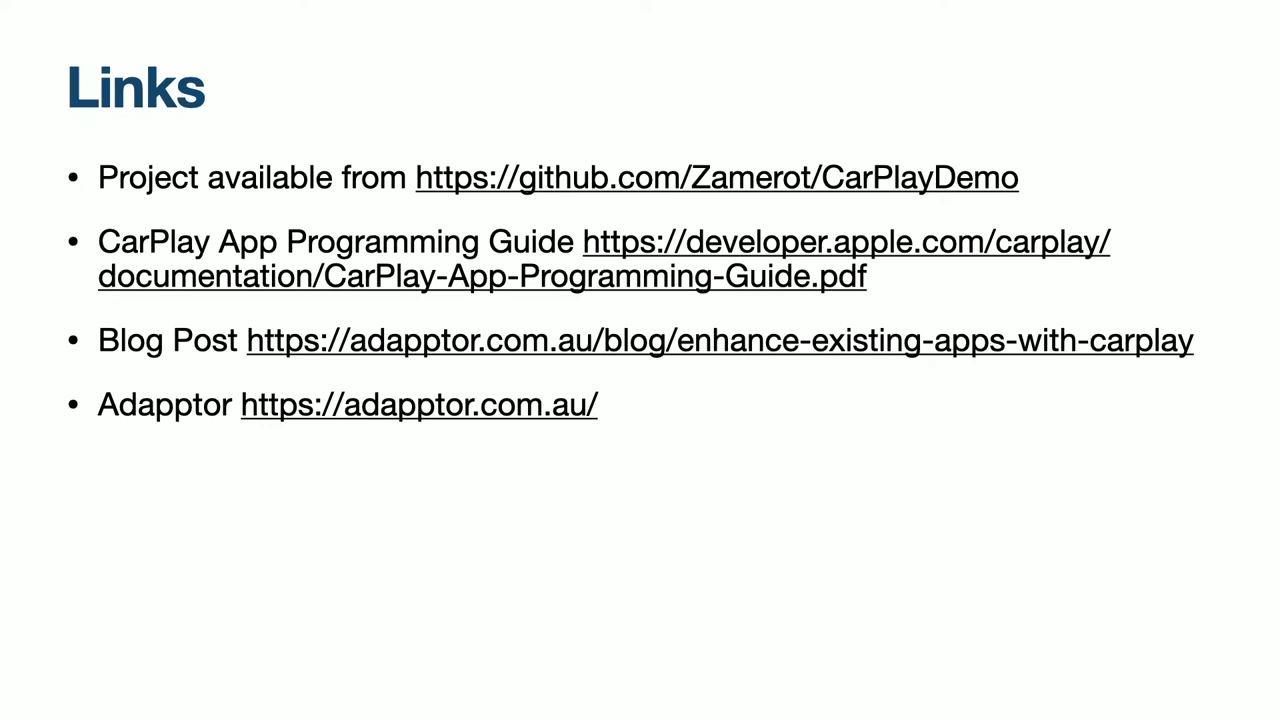 Links
• Project available from https://github.com/Zamerot/CarPlayDemo
• CarPlay App Programming Guide https://developer.apple.com/carplay/
documentation/CarPlay-App-Programming-Guide.pdf
• Blog Post https://adapptor.com.au/blog/enhance-existing-apps-with-carplay
• Adapptor https://adapptor.com.au/